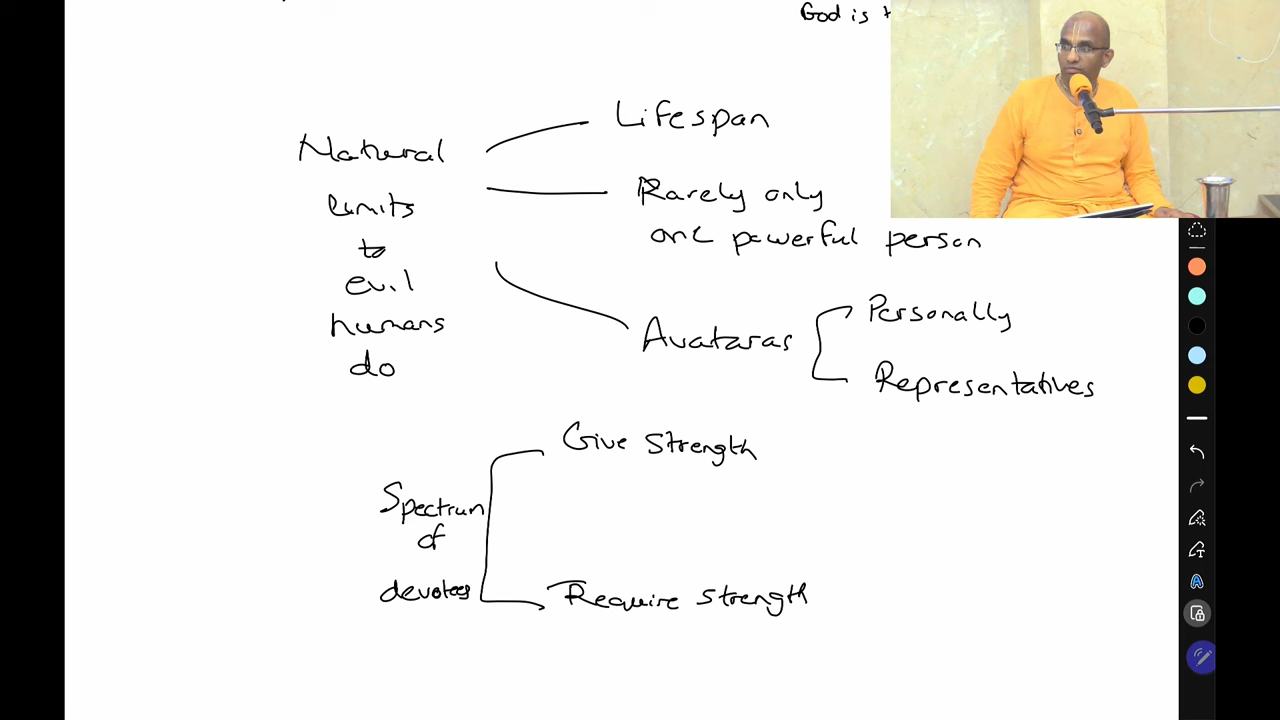 God is
Natural
limits
to
evil
humans
do
Lifespan
Rarely only
one powerful person
Avataras
Personally
Representatives
Spectrum
of
devotees
Give strength
Require strength